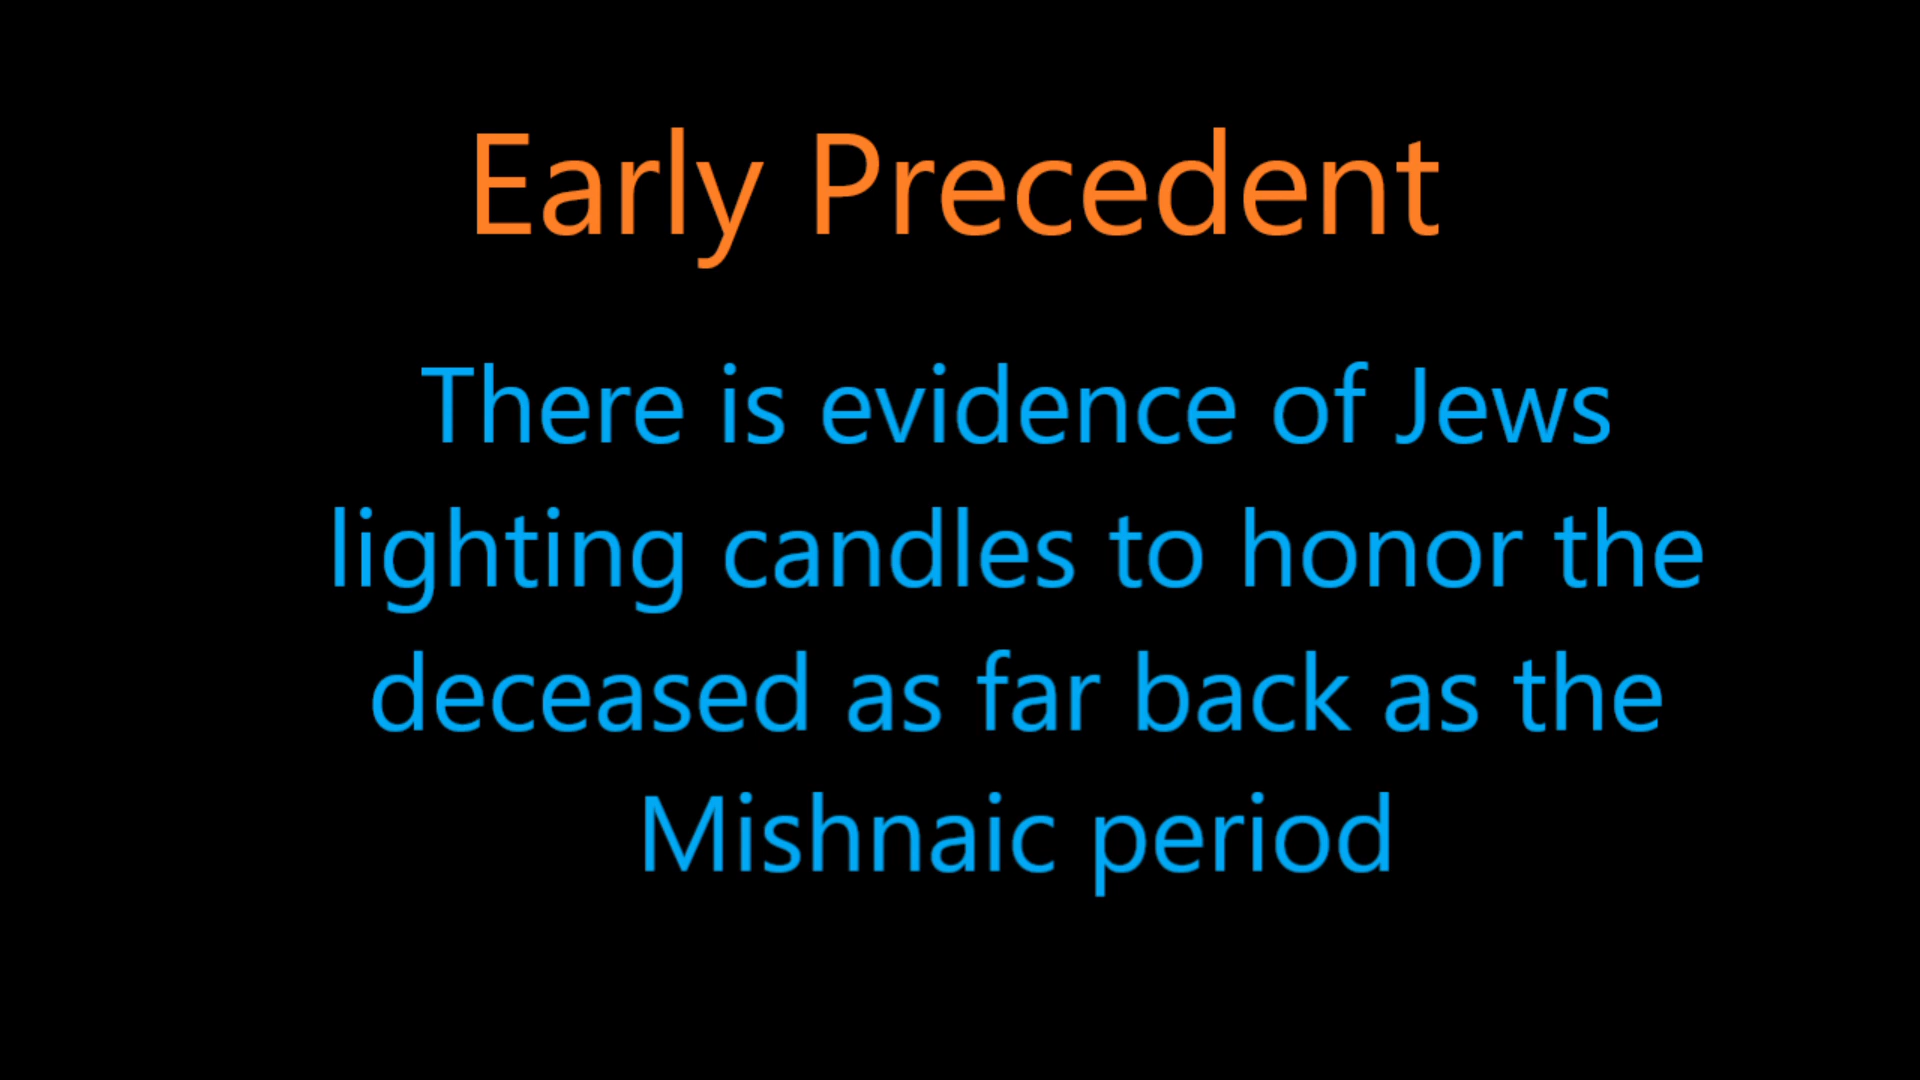 Early Precedent
There is evidence of Jews
lighting candles to honor the
deceased as far back as the
Mishnaic period